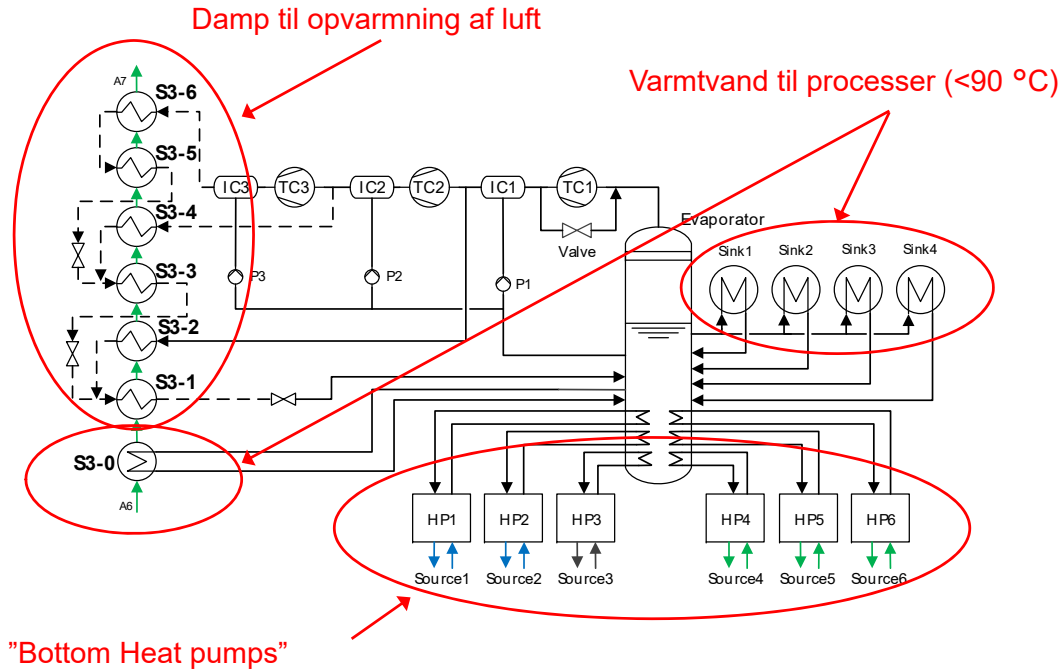 Damp til opvarmning af luft
Varmtvand til processer (<90 °C)
A7
S3-6
S3-5
S3-4
S3-3
S3-2
S3-1
S3-0
A6
IC3
TC3
IC2
TC2
IC1
TC1
Valve
Evaporator
P3
P2
P1
Sink1
Sink2
Sink3
Sink4
HP1
HP2
HP3
HP4
HP5
HP6
Source1
Source2
Source3
Source4
Source5
Source6
"Bottom Heat pumps"